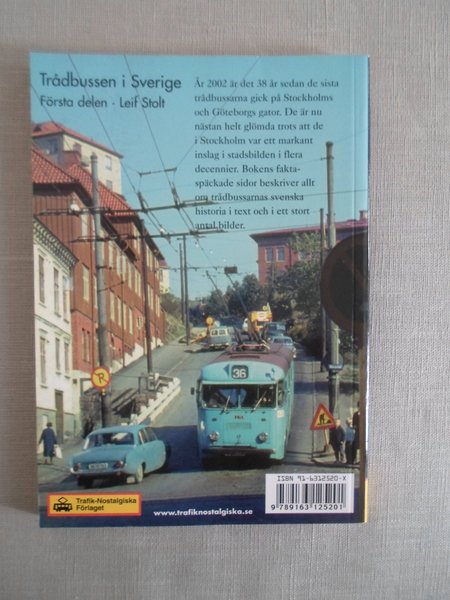 Trådbussen i Sverige
Första delen · Leif Stolt
År 2002 är det 38 år sedan de sista
trådbussarna gick på Stockholms
och Göteborgs gator. De är nu
nästan helt glömda trots att de
i Stockholm var ett markant
inslag i stadsbilden i flera
decennier. Bokens fakta-
späckade sidor beskriver allt
om trådbussarnas svenska
historia i text och i ett stort
antal bilder.
36
Trafik-Nostalgiska
Förlaget
www.trafiknostalgiska.se
ISBN 91-6312520-X
9 789163 125201